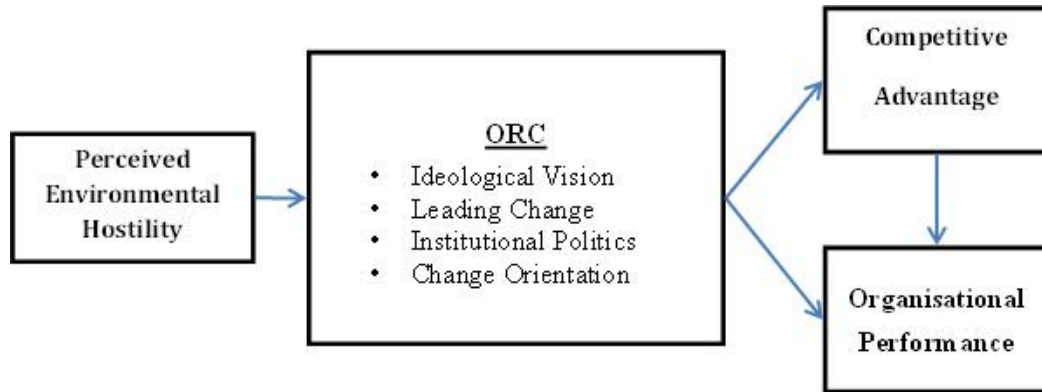 Perceived
Environmental
Hostility
ORC
• Ideological Vision
• Leading Change
• Institutional Politics
• Change Orientation
Competitive
Advantage
Organisational
Performance